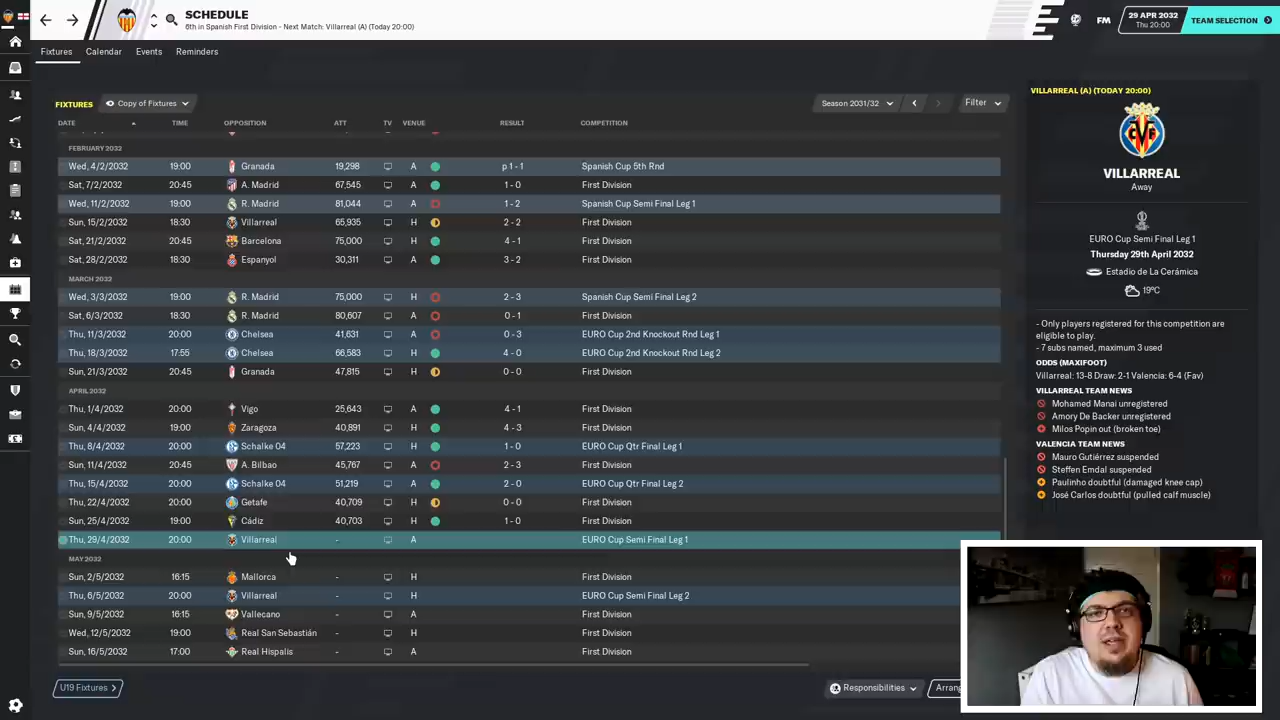 SCHEDULE
6th in Spanish First Division - Next Match: Villarreal (A) (Today 20:00)
FM
29 APR 2032
Thu 20:00
TEAM SELECTION
Fixtures Calendar Events Reminders
FIXTURES Copy of Fixtures Season 2031/32 Filter
DATE TIME OPPOSITION ATT TV VENUE RESULT COMPETITION
FEBRUARY 2032
Wed, 4/2/2032 19:00 Granada 19,298 A p 1 - 1 Spanish Cup 5th Rnd
Sat, 7/2/2032 20:45 A. Madrid 67,545 A 1 - 0 First Division
Wed, 11/2/2032 19:00 R. Madrid 81,044 A 1 - 2 Spanish Cup Semi Final Leg 1
Sun, 15/2/2032 18:30 Villarreal 65,935 H 2 - 2 First Division
Sat, 21/2/2032 20:45 Barcelona 75,000 H 4 - 1 First Division
Sat, 28/2/2032 18:30 Espanyol 30,311 A 3 - 2 First Division
MARCH 2032
Wed, 3/3/2032 19:00 R. Madrid 75,000 H 2 - 3 Spanish Cup Semi Final Leg 2
Sat, 6/3/2032 18:30 R. Madrid 80,607 A 0 - 1 First Division
Thu, 11/3/2032 20:00 Chelsea 41,631 A 0 - 3 EURO Cup 2nd Knockout Rnd Leg 1
Thu, 18/3/2032 17:55 Chelsea 66,583 H 4 - 0 EURO Cup 2nd Knockout Rnd Leg 2
Sun, 21/3/2032 20:45 Granada 47,815 H 0 - 0 First Division
APRIL 2032
Thu, 1/4/2032 20:00 Vigo 25,643 A 4 - 1 First Division
Sun, 4/4/2032 19:00 Zaragoza 40,891 H 4 - 3 First Division
Thu, 8/4/2032 20:00 Schalke 04 57,223 H 1 - 0 EURO Cup Qtr Final Leg 1
Sun, 11/4/2032 20:45 A. Bilbao 45,767 A 2 - 3 First Division
Thu, 15/4/2032 20:00 Schalke 04 51,219 A 2 - 0 EURO Cup Qtr Final Leg 2
Thu, 22/4/2032 20:00 Getafe 40,709 H 0 - 0 First Division
Sun, 25/4/2032 19:00 Cádiz 40,703 H 1 - 0 First Division
Thu, 29/4/2032 20:00 Villarreal - A EURO Cup Semi Final Leg 1
MAY 2032
Sun, 2/5/2032 16:15 Mallorca - H First Division
Thu, 6/5/2032 20:00 Villarreal - H EURO Cup Semi Final Leg 2
Sun, 9/5/2032 16:15 Vallecano - A First Division
Wed, 12/5/2032 19:00 Real San Sebastián - H First Division
Sun, 16/5/2032 17:00 Real Hispalis - A First Division
U19 Fixtures Responsibilities
VILLARREAL (A) (TODAY 20:00)
VILLARREAL
Away
EURO Cup Semi Final Leg 1
Thursday 29th April 2032
Estadio de La Cerámica
19°C
- Only players registered for this competition are
eligible to play.
- 7 subs named, maximum 3 used
ODDS (MAXIFOOT)
Villarreal: 13-8 Draw: 2-1 Valencia: 6-4 (Fav)
VILLARREAL TEAM NEWS
Mohamed Manai unregistered
Amory De Backer unregistered
Milos Popin out (broken toe)
VALENCIA TEAM NEWS
Mauro Gutiérrez suspended
Steffen Emdal suspended
Paulinho doubtful (damaged knee cap)
José Carlos doubtful (pulled calf muscle)